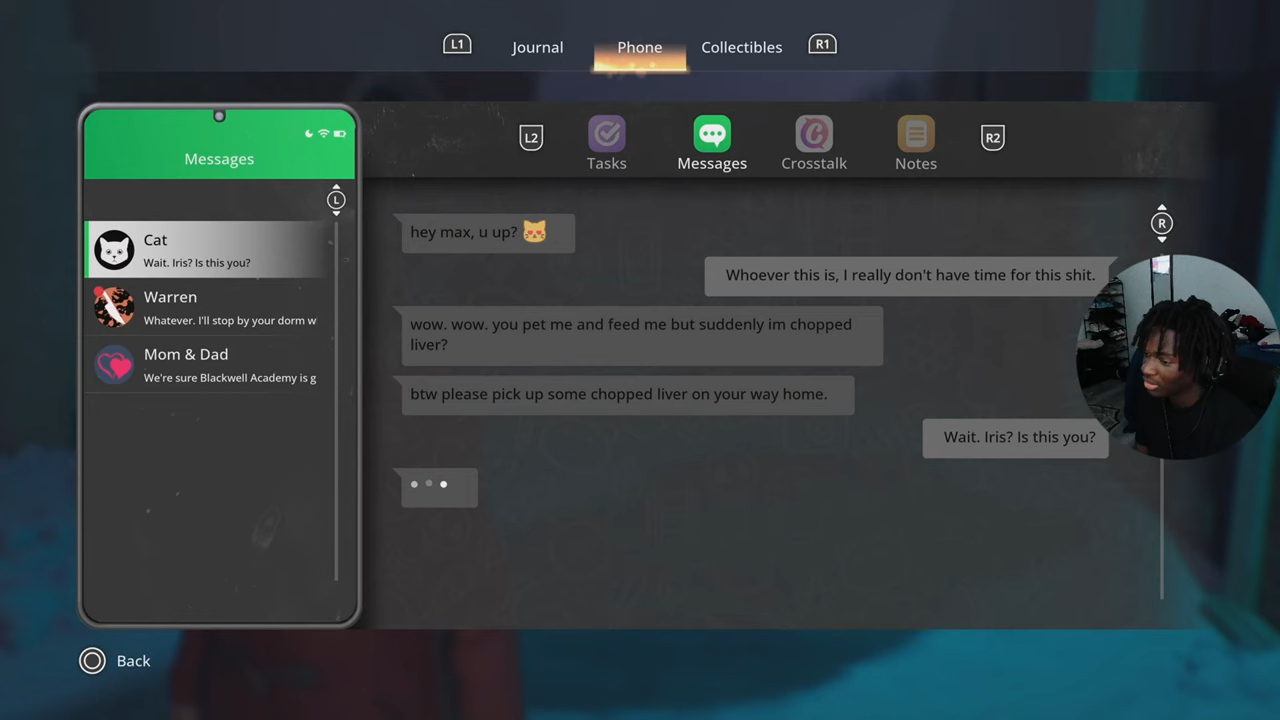 L1 Journal Phone Collectibles R1
Messages
L
Cat
Wait. Iris? Is this you?
Warren
Whatever. I'll stop by your dorm w
Mom & Dad
We're sure Blackwell Academy is g
L2 Tasks Messages Crosstalk Notes R2
R
hey max, u up?
Whoever this is, I really don't have time for this shit.
wow. wow. you pet me and feed me but suddenly im chopped
liver?
btw please pick up some chopped liver on your way home.
Wait. Iris? Is this you?
Back